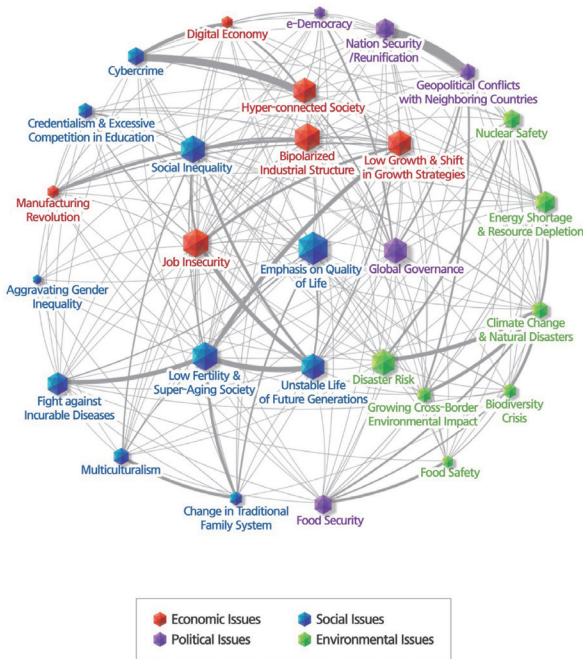 e-Democracy
Digital Economy
Nation Security
/Reunification
Cybercrime
Geopolitical Conflicts
with Neighboring Countries
Hyper-connected Society
Credentialism & Excessive
Competition in Education
Nuclear Safety
Social Inequality
Bipolarized
Industrial Structure
Low Growth & Shift
in Growth Strategies
Manufacturing
Revolution
Energy Shortage
& Resource Depletion
Job Insecurity
Emphasis on Quality
of Life
Global Governance
Aggravating Gender
Inequality
Climate Change
& Natural Disasters
Low Fertility &
Super-Aging Society
Unstable Life
of Future Generations
Disaster Risk
Fight against
Incurable Diseases
Growing Cross-Border
Environmental Impact
Biodiversity
Crisis
Multiculturalism
Food Safety
Change in Traditional
Family System
Food Security
Economic Issues
Social Issues
Political Issues
Environmental Issues